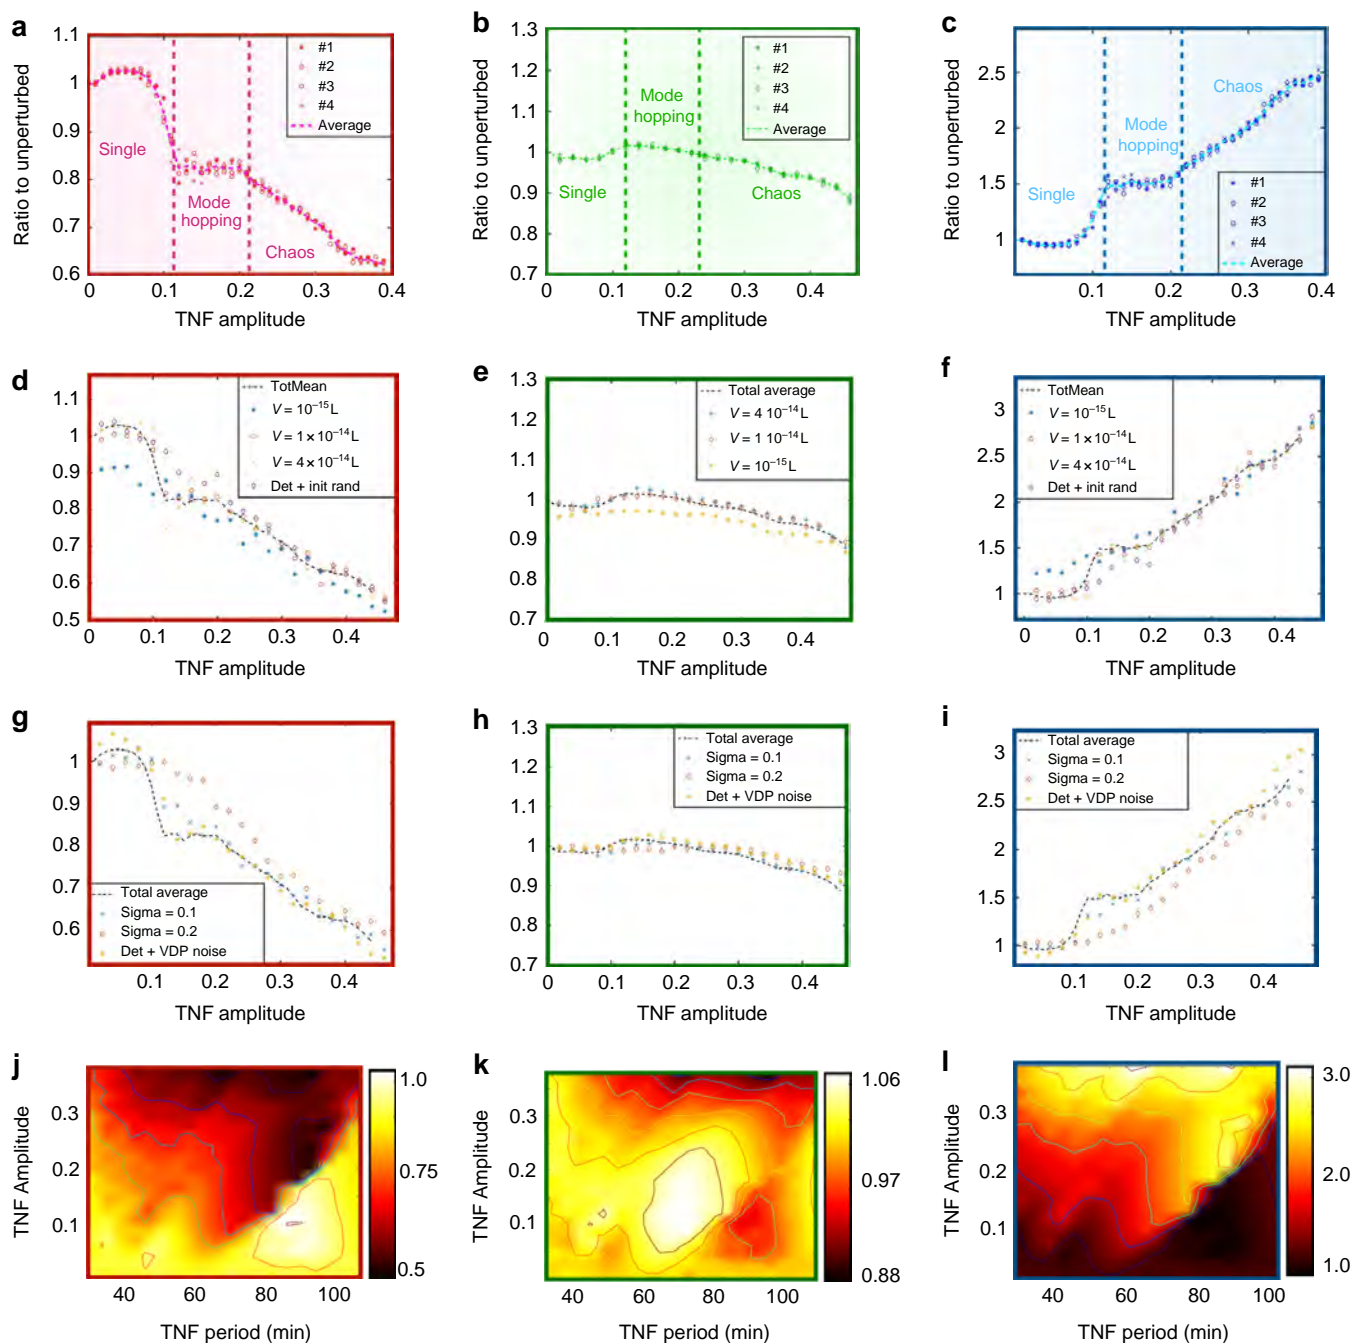 a
1.1
1
0.9
0.8
0.7
0.6
0
0.1
0.2
0.3
0.4
Ratio to unperturbed
TNF amplitude
Single
Mode
hopping
Chaos
#1
#2
#3
#4
Average
b
1.3
1.2
1.1
1
0.9
0.8
0.7
0
0.1
0.2
0.3
0.4
Ratio to unperturbed
TNF amplitude
Single
Mode
hopping
Chaos
#1
#2
#3
#4
Average
c
2.5
2
1.5
1
0.1
0.2
0.3
0.4
Ratio to unperturbed
TNF amplitude
Single
Mode
hopping
Chaos
#1
#2
#3
#4
Average
d
1.1
1
0.9
0.8
0.7
0.6
0.5
0
0.1
0.2
0.3
0.4
TNF amplitude
TotMean
V = 10⁻¹⁵L
V = 1 × 10⁻¹⁴L
V = 4 × 10⁻¹⁴L
Det + init rand
e
1.3
1.2
1.1
1
0.9
0.8
0.7
0
0.1
0.2
0.3
0.4
TNF amplitude
Total average
V = 4 10⁻¹⁴L
V = 1 10⁻¹⁴L
V = 10⁻¹⁵L
f
3
2.5
2
1.5
1
0
0.1
0.2
0.3
0.4
TNF amplitude
TotMean
V = 10⁻¹⁵L
V = 1 × 10⁻¹⁴L
V = 4 × 10⁻¹⁴L
Det + init rand
g
1
0.9
0.8
0.7
0.6
0.2
0.3
0.4
0.1
TNF amplitude
Total average
Sigma = 0.1
Sigma = 0.2
Det + VDP noise
h
1.3
1.2
1.1
1
0.9
0.8
0.7
0
0.1
0.2
0.3
0.4
TNF amplitude
Total average
Sigma = 0.1
Sigma = 0.2
Det + VDP noise
i
3
2.5
2
1.5
1
0.1
0.2
0.3
0.4
TNF amplitude
Total average
Sigma = 0.1
Sigma = 0.2
Det + VDP noise
j
0.3
0.2
0.1
40
60
80
100
TNF Amplitude
TNF period (min)
1.0
0.75
0.5
k
0.3
0.2
0.1
40
60
80
100
TNF Amplitude
TNF period (min)
1.06
0.97
0.88
l
0.3
0.2
0.1
40
60
80
100
TNF Amplitude
TNF period (min)
3.0
2.0
1.0